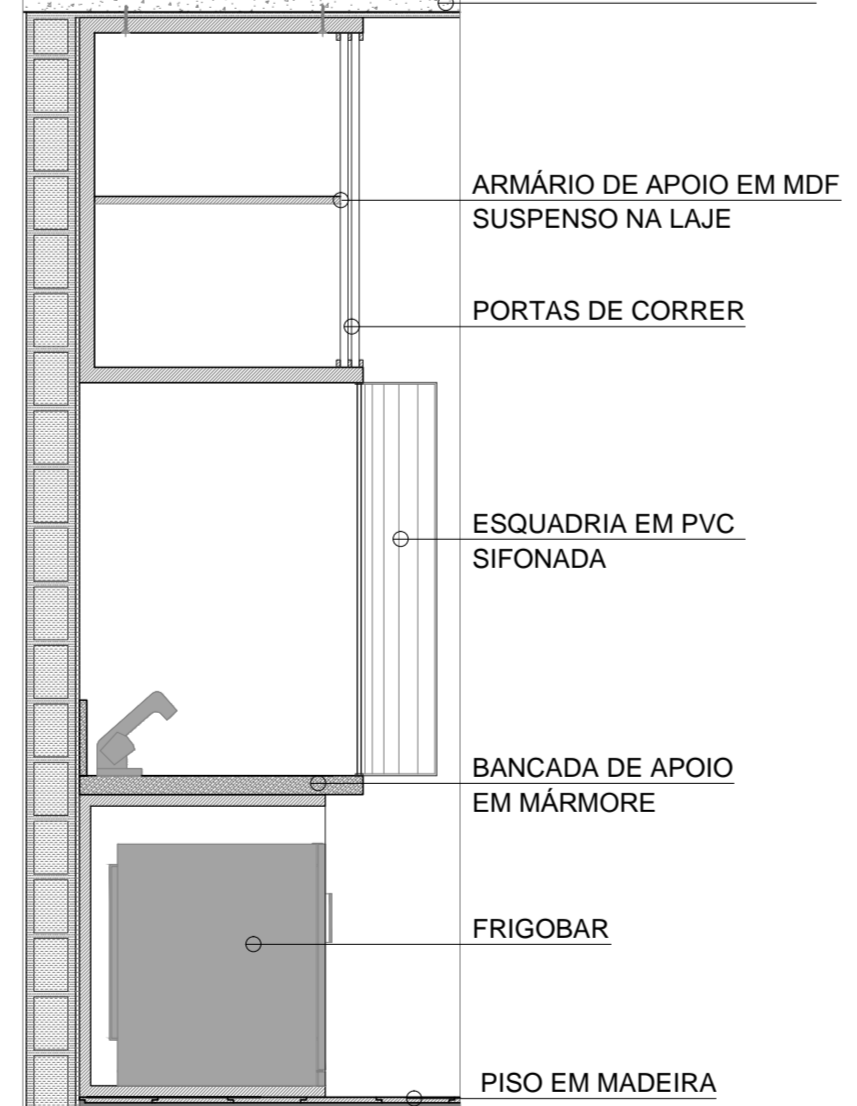 ARMÁRIO DE APOIO EM MDF
SUSPENSO NA LAJE
PORTAS DE CORRER
ESQUADRIA EM PVC
SIFONADA
BANCADA DE APOIO
EM MÁRMORE
FRIGOBAR
PISO EM MADEIRA